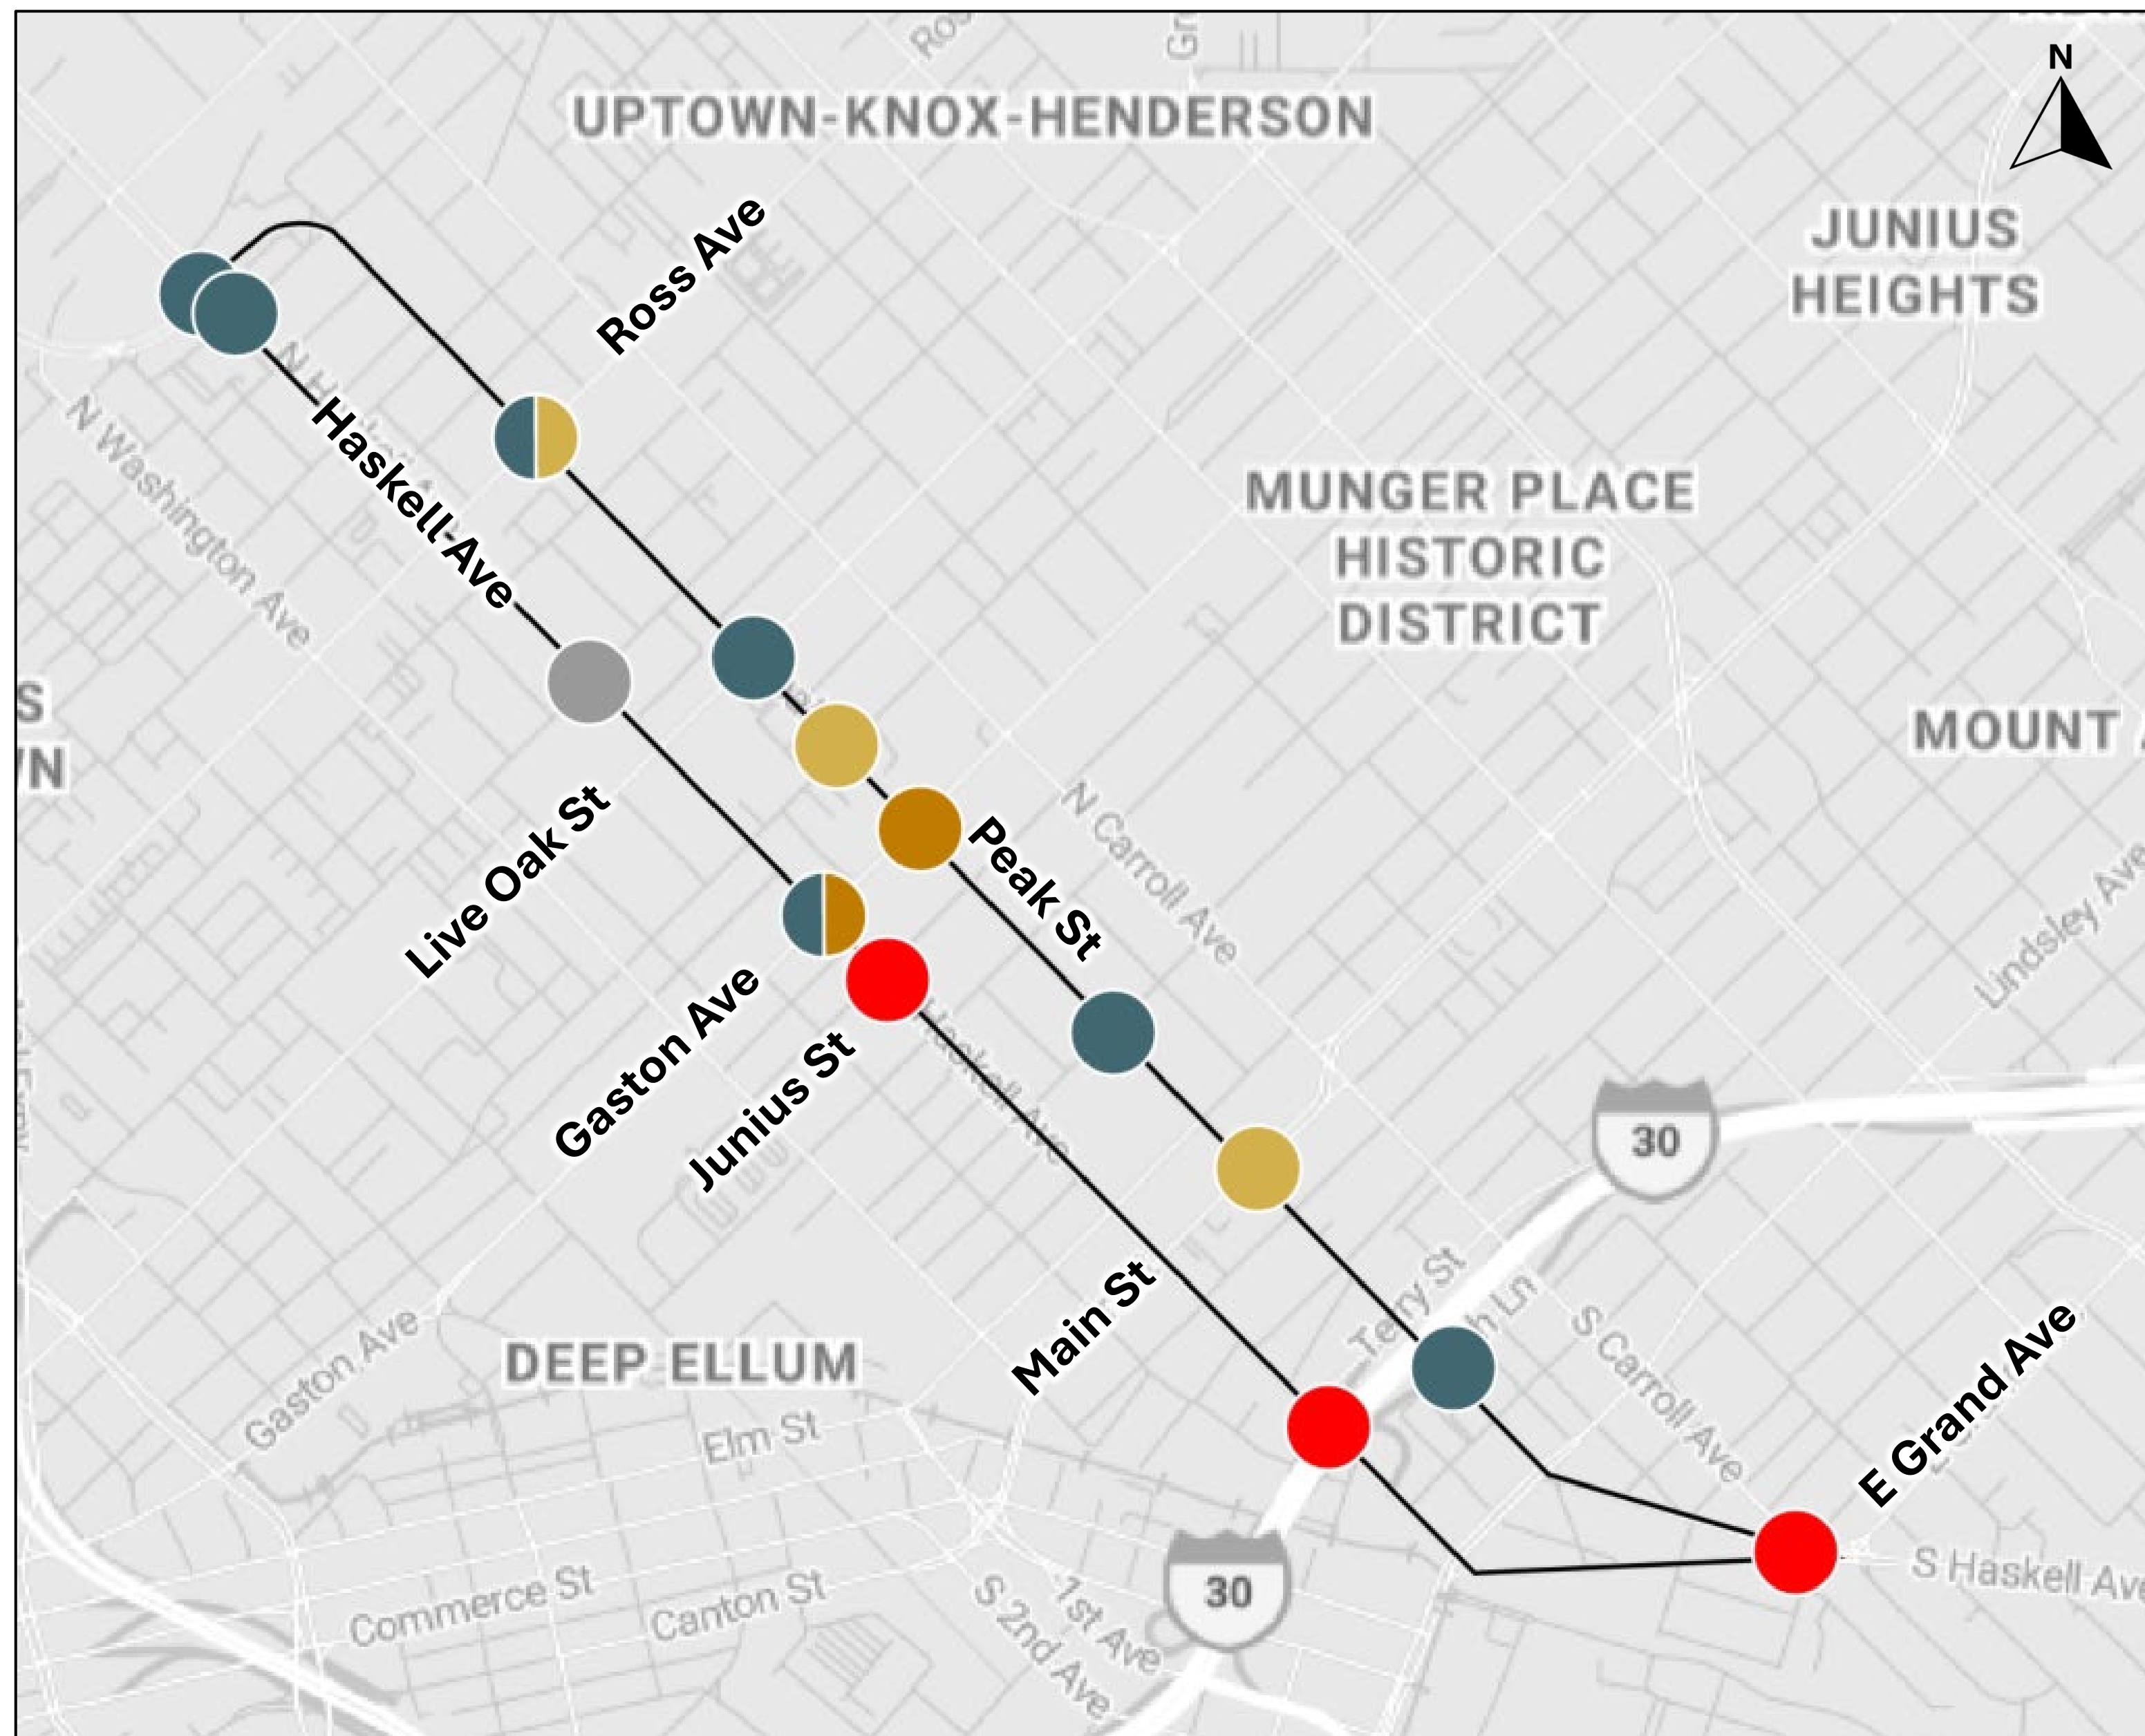 N
UPTOWN-KNOX-HENDERSON
JUNIUS
HEIGHTS
Ross Ave
N Washington Ave
Haskell Ave
MUNGER PLACE
HISTORIC
DISTRICT
MOUNT
Live Oak St
Peak St
N Carroll Ave
Lindsley Ave
Gaston Ave
Junius St
Haskell Ave
30
Main St
Terry St
S Carroll Ave
E Grand Ave
Gaston Ave
DEEP ELLUM
Elm St
Commerce St
Canton St
S 2nd Ave
1st Ave
30
S Haskell Ave